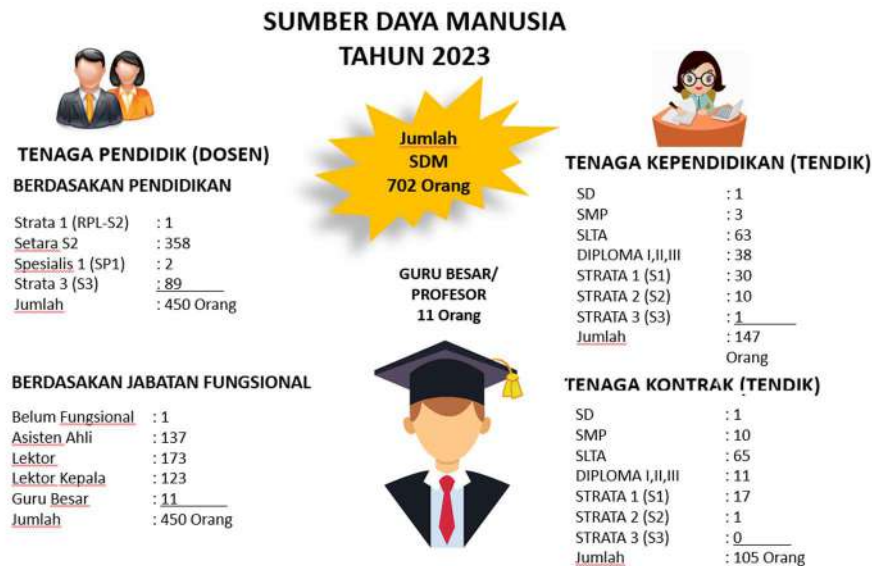 SUMBER DAYA MANUSIA
TAHUN 2023
Jumlah
SDM
702 Orang
TENAGA PENDIDIK (DOSEN)
BERDASAKAN PENDIDIKAN
Strata 1 (RPL-S2) : 1
Setara S2 : 358
Spesialis 1 (SP1) : 2
Strata 3 (S3) : 89
Jumlah : 450 Orang
GURU BESAR/
PROFESOR
11 Orang
BERDASAKAN JABATAN FUNGSIONAL
Belum Fungsional : 1
Asisten Ahli : 137
Lektor : 173
Lektor Kepala : 123
Guru Besar : 11
Jumlah : 450 Orang
TENAGA KEPENDIDIKAN (TENDIK)
SD : 1
SMP : 3
SLTA : 63
DIPLOMA I,II,III : 38
STRATA 1 (S1) : 30
STRATA 2 (S2) : 10
STRATA 3 (S3) : 1
Jumlah : 147
Orang
TENAGA KONTRAK (TENDIK)
SD : 1
SMP : 10
SLTA : 65
DIPLOMA I,II,III : 11
STRATA 1 (S1) : 17
STRATA 2 (S2) : 1
STRATA 3 (S3) : 0
Jumlah : 105 Orang